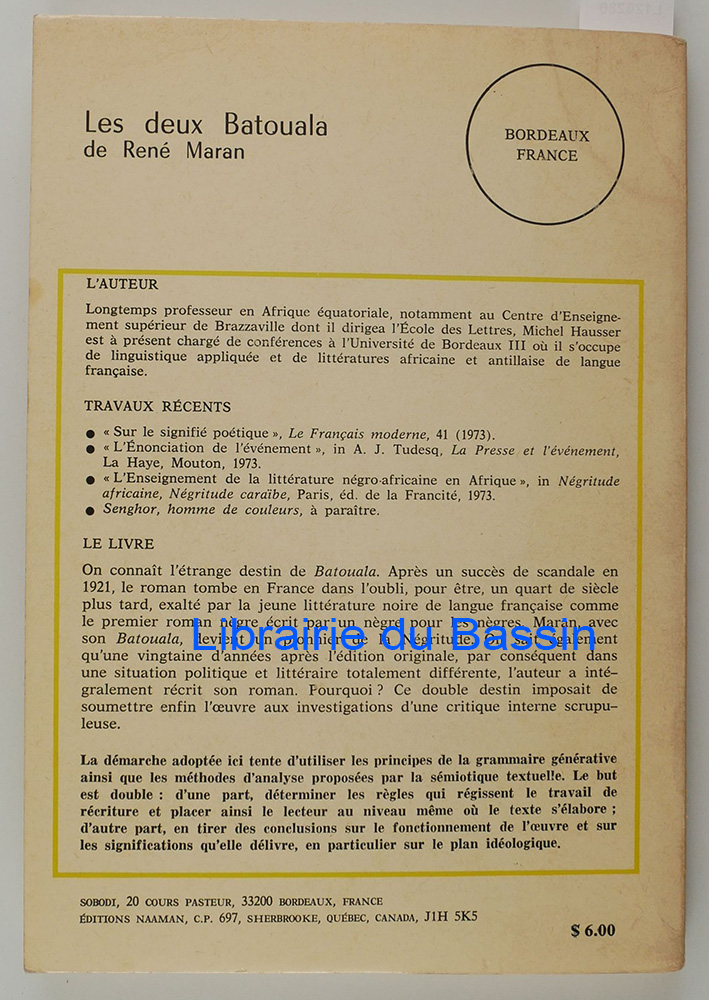 Les deux Batouala
de René Maran
BORDEAUX
FRANCE
L'AUTEUR
Longtemps professeur en Afrique équatoriale, notamment au Centre d'Enseigne-
ment supérieur de Brazzaville dont il dirigea l'École des Lettres, Michel Hausser
est à présent chargé de conférences à l'Université de Bordeaux III où il s'occupe
de linguistique appliquée et de littératures africaine et antillaise de langue
française.
TRAVAUX RÉCENTS
● « Sur le signifié poétique », Le Français moderne, 41 (1973).
● « L'Énonciation de l'événement », in A. J. Tudesq, La Presse et l'événement,
La Haye, Mouton, 1973.
● « L'Enseignement de la littérature négro-africaine en Afrique », in Négritude
africaine, Négritude caraïbe, Paris, éd. de la Francité, 1973.
● Senghor, homme de couleurs, à paraître.
LE LIVRE
On connaît l'étrange destin de Batouala. Après un succès de scandale en
1921, le roman tombe en France dans l'oubli, pour être, un quart de siècle
plus tard, exalté par la jeune littérature noire de langue française comme
le premier roman nègre écrit par un nègre pour les nègres. Maran, avec
son Batouala, devient un pionnier de la Négritude. On sait également
Librairie du Bassin
qu'une vingtaine d'années après l'édition originale, par conséquent dans
une situation politique et littéraire totalement différente, l'auteur a inté-
gralement récrit son roman. Pourquoi ? Ce double destin imposait de
soumettre enfin l'œuvre aux investigations d'une critique interne scrupu-
leuse.
La démarche adoptée ici tente d'utiliser les principes de la grammaire générative
ainsi que les méthodes d'analyse proposées par la sémiotique textuelle. Le but
est double : d'une part, déterminer les règles qui régissent le travail de
récriture et placer ainsi le lecteur au niveau même où le texte s'élabore ;
d'autre part, en tirer des conclusions sur le fonctionnement de l'œuvre et sur
les significations qu'elle délivre, en particulier sur le plan idéologique.
SOBODI, 20 COURS PASTEUR, 33200 BORDEAUX, FRANCE
ÉDITIONS NAAMAN, C.P. 697, SHERBROOKE, QUÉBEC, CANADA, J1H 5K5
$ 6.00